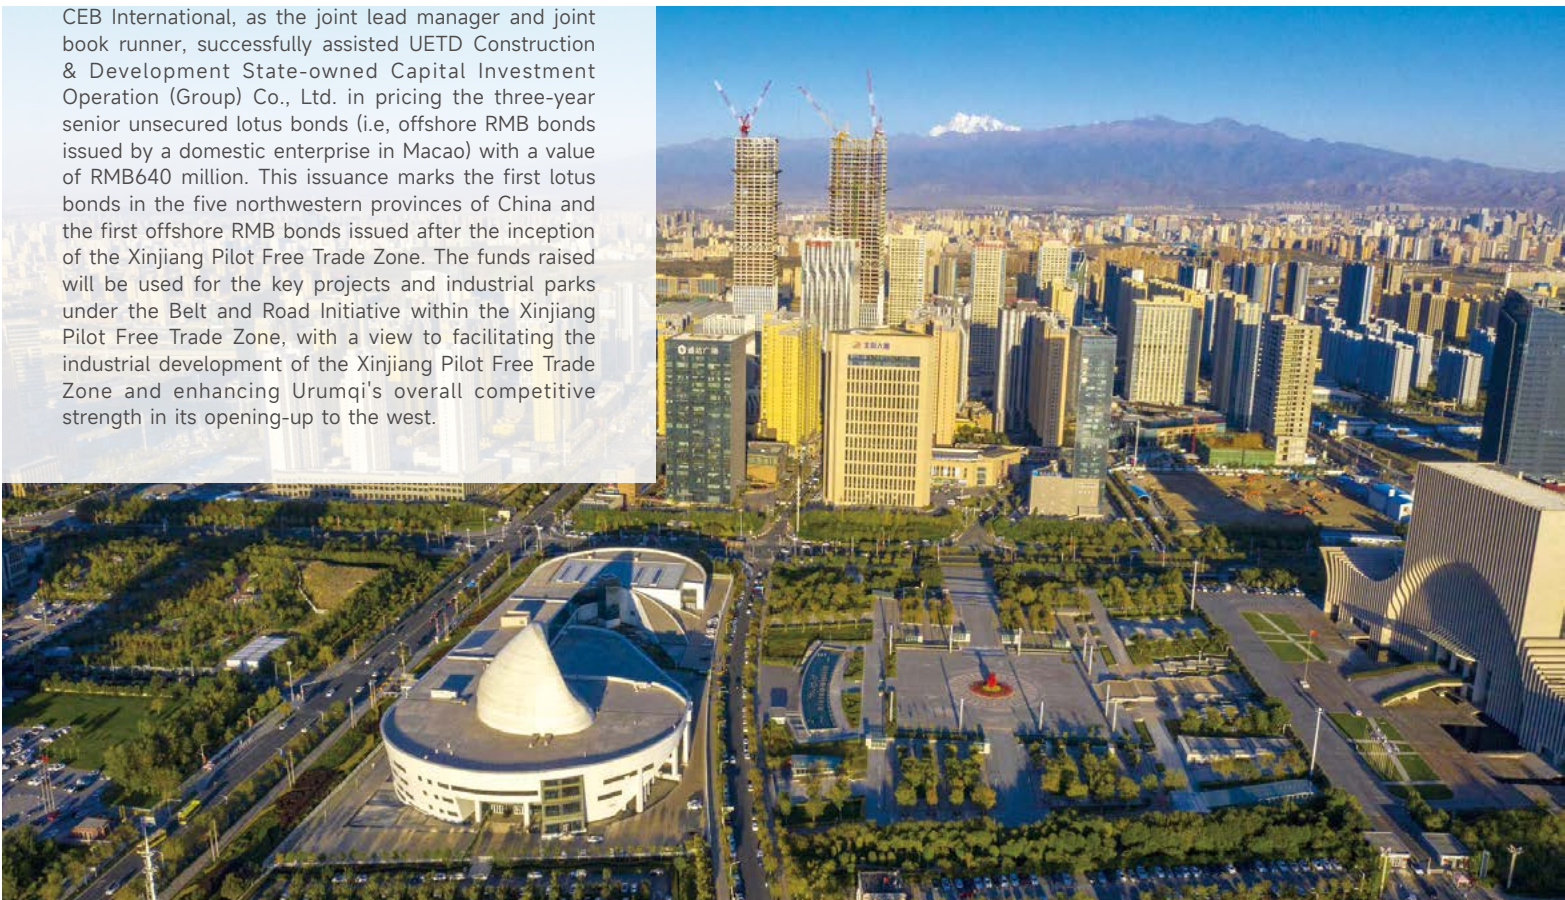 CEB International, as the joint lead manager and joint
book runner, successfully assisted UETD Construction
& Development State-owned Capital Investment
Operation (Group) Co., Ltd. in pricing the three-year
senior unsecured lotus bonds (i.e, offshore RMB bonds
issued by a domestic enterprise in Macao) with a value
of RMB640 million. This issuance marks the first lotus
bonds in the five northwestern provinces of China and
the first offshore RMB bonds issued after the inception
of the Xinjiang Pilot Free Trade Zone. The funds raised
will be used for the key projects and industrial parks
under the Belt and Road Initiative within the Xinjiang
Pilot Free Trade Zone, with a view to facilitating the
industrial development of the Xinjiang Pilot Free Trade
Zone and enhancing Urumqi's overall competitive
strength in its opening-up to the west.